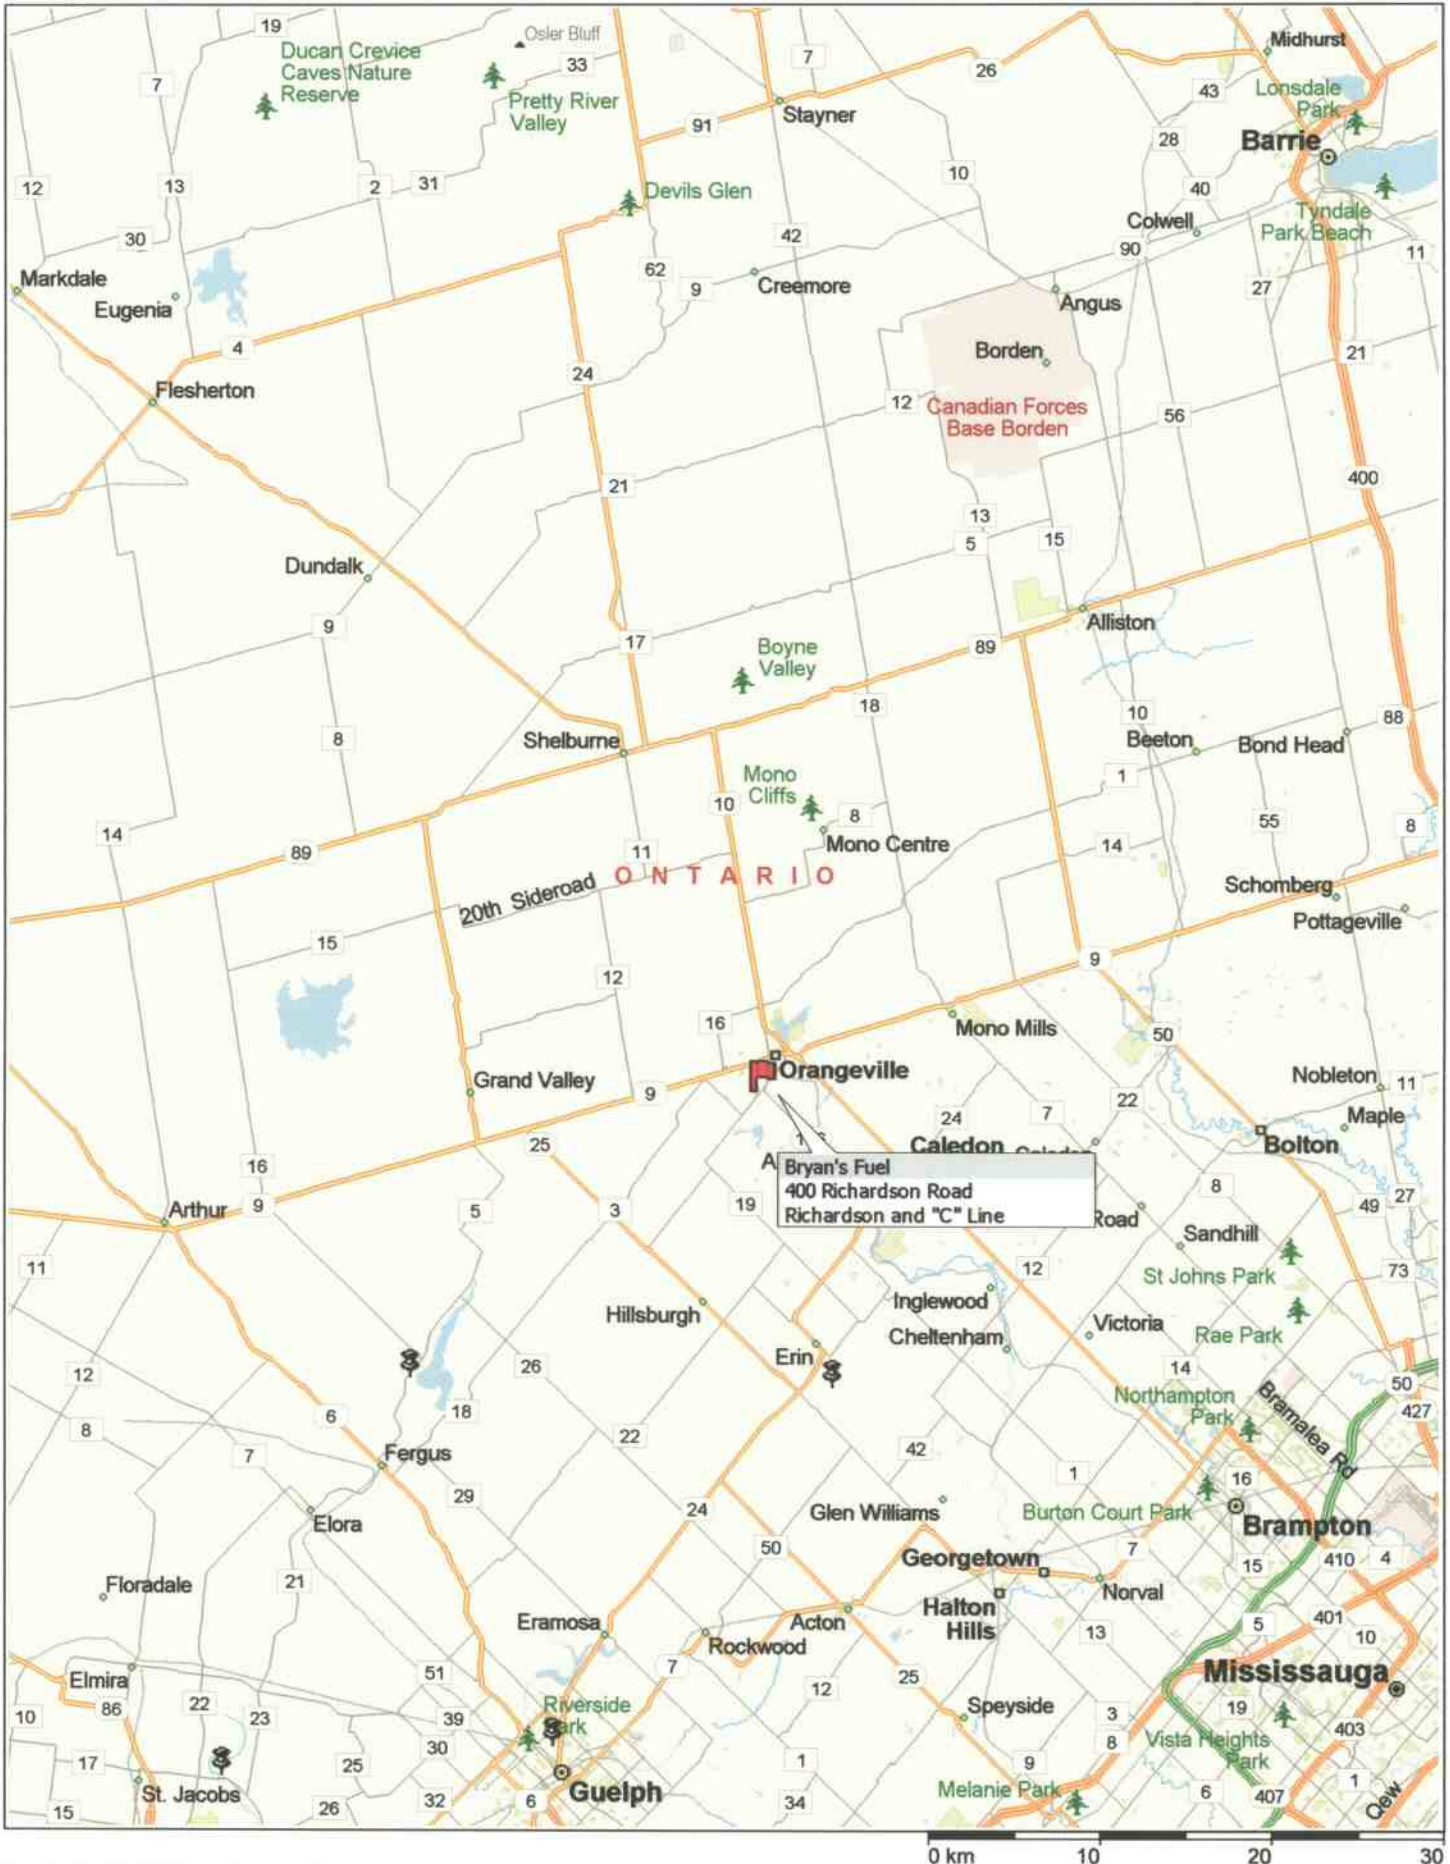 19
Osler Bluff
Ducan Crevice
Caves Nature
Reserve
33
7
26
Midhurst
7
Pretty River
Valley
43
Lonsdale
Park
91
Stayner
28
Barrie
12
13
2
31
Devils Glen
10
40
Tyndale
Park Beach
30
42
Colwell
90
11
Markdale
62
9
Creemore
27
Eugenia
Angus
4
Borden
21
24
Flesherton
12
Canadian Forces
Base Borden
56
21
400
13
5
15
Dundalk
9
17
Boyne
Valley
89
Alliston
18
10
88
8
Shelburne
Beeton
Bond Head
Mono
Cliffs
1
10
8
55
8
14
89
11
Mono Centre
14
ONTARIO
20th Sideroad
Schomberg
Pottageville
15
12
9
16
Mono Mills
50
Orangeville
Grand Valley
9
Nobleton
11
22
24
7
Maple
25
Caledon
Bolton
16
Bryan's Fuel
400 Richardson Road
Richardson and "C" Line
Arthur
9
5
3
19
Road
8
49
27
Sandhill
11
12
St Johns Park
73
Hillsburgh
Inglewood
Victoria
Rae Park
Cheltenham
Erin
12
26
14
50
Northampton
Park
Bramalea Rd
427
6
18
8
22
42
7
Fergus
1
16
29
Glen Williams
Burton Court Park
24
Elora
Brampton
50
7
Georgetown
15
410
4
Floradale
21
Norval
Halton
Hills
Eramosa
Acton
5
401
Rockwood
13
10
Elmira
51
7
Mississauga
12
25
10
86
22
23
39
Riverside
Park
Speyside
3
19
403
30
8
Vista Heights
Park
17
25
1
9
St. Jacobs
Guelph
Melanie Park
6
407
1
Qew
15
26
32
6
34
0 km
10
20
30